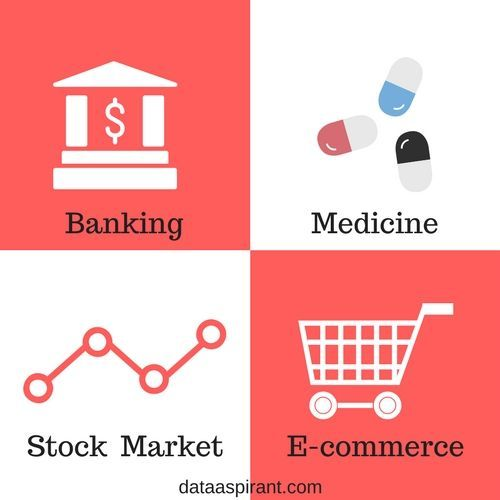 $
Banking
Medicine
Stock Market
E-commerce
dataaspirant.com